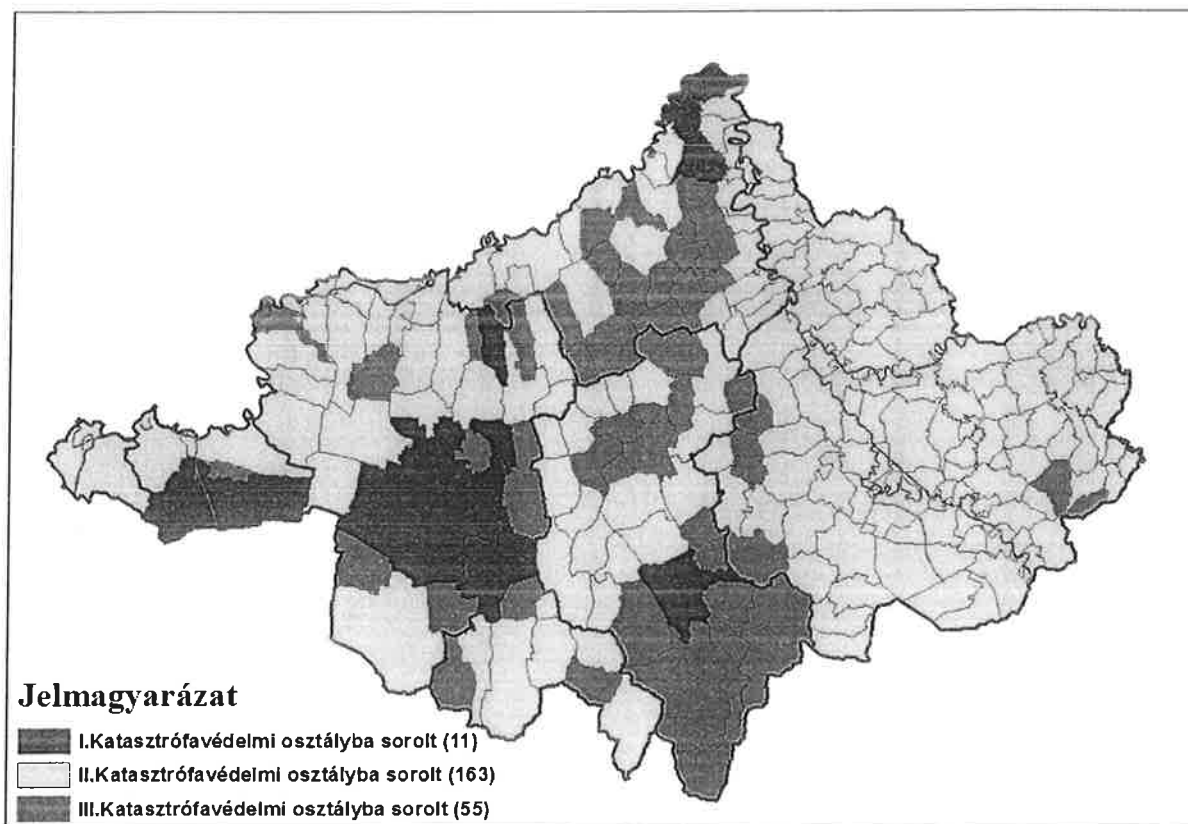 Jelmagyarázat
I.Katasztrófavédelmi osztályba sorolt (11)
II.Katasztrófavédelmi osztályba sorolt (163)
III.Katasztrófavédelmi osztályba sorolt (55)